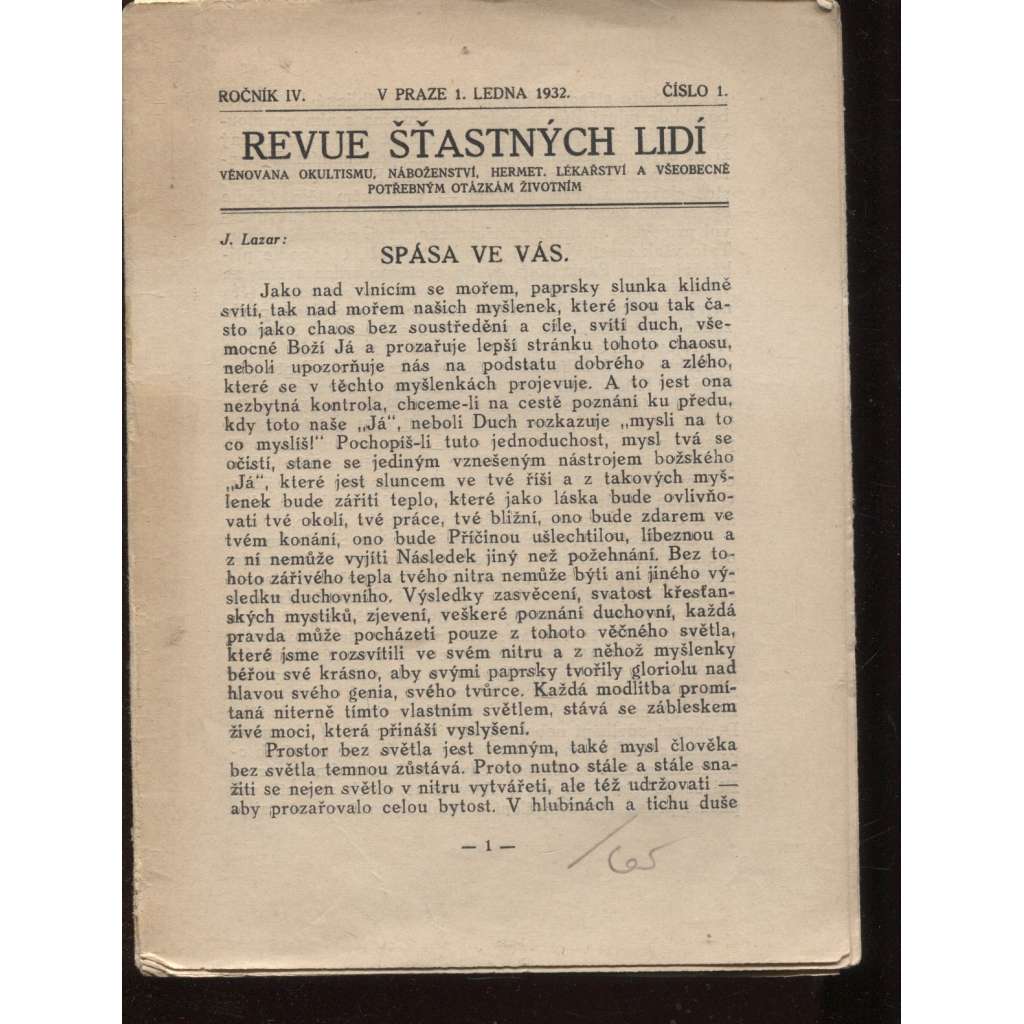 ROČNÍK IV. V PRAZE 1. LEDNA 1932. ČÍSLO 1.
REVUE ŠŤASTNÝCH LIDÍ
VĚNOVANA OKULTISMU, NÁBOŽENSTVÍ, HERMET. LÉKAŘSTVÍ A VŠEOBECNĚ
POTŘEBNÝM OTÁZKÁM ŽIVOTNÍM
J. Lazar:
SPÁSA VE VÁS.
Jako nad vlnícím se mořem, paprsky slunka klidně
svítí, tak nad mořem našich myšlenek, které jsou tak ča-
sto jako chaos bez soustředění a cíle, svítí duch, vše-
mocné Boží Já a prozařuje lepší stránku tohoto chaosu,
neboli upozorňuje nás na podstatu dobrého a zlého,
které se v těchto myšlenkách projevuje. A to jest ona
nezbytná kontrola, chceme-li na cestě poznání ku předu,
kdy toto naše „Já“, neboli Duch rozkazuje „mysli na to
co myslíš!“ Pochopíš-li tuto jednoduchost, mysl tvá se
očistí, stane se jediným vznešeným nástrojem božského
„Já“, které jest sluncem ve tvé říši a z takových myš-
lenek bude zářiti teplo, které jako láska bude ovlivňo-
vati tvé okolí, tvé práce, tvé bližní, ono bude zdarem ve
tvém konání, ono bude Příčinou ušlechtilou, líbeznou a
z ní nemůže vyjíti Následek jiný než požehnání. Bez to-
hoto zářivého tepla tvého nitra nemůže býti ani jiného vý-
sledku duchovního. Výsledky zasvěcení, svatost křesťan-
ských mystiků, zjevení, veškeré poznání duchovní, každá
pravda může pocházeti pouze z tohoto věčného světla,
které jsme rozsvítili ve svém nitru a z něhož myšlenky
béřou své krásno, aby svými paprsky tvořily gloriolu nad
hlavou svého genia, svého tvůrce. Každá modlitba promí-
taná niterně tímto vlastním světlem, stává se zábleskem
živé moci, která přináší vyslyšení.
Prostor bez světla jest temným, také mysl člověka
bez světla temnou zůstává. Proto nutno stále a stále sna-
žiti se nejen světlo v nitru vytvářeti, ale též udržovati —
aby prozařovalo celou bytost. V hlubinách a tichu duše
— 1 —
/65